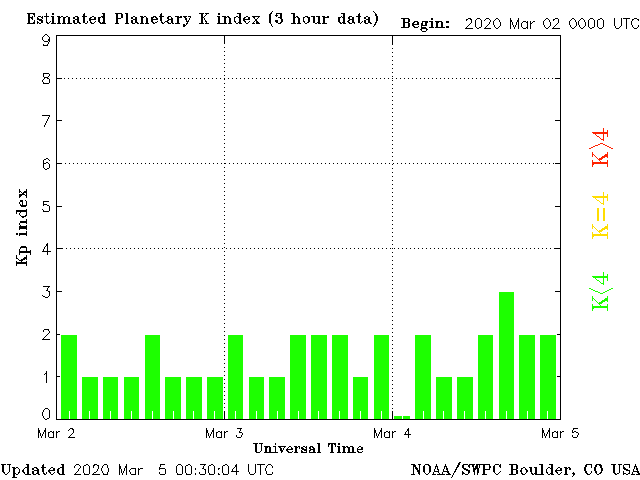 Estimated Planetary K index (3 hour data)
Begin: 2020 Mar 02 0000 UTC
9
8
7
6
5
4
3
2
1
0
Kp index
K>4
K=4
K<4
Mar 2
Mar 3
Mar 4
Mar 5
Universal Time
Updated 2020 Mar 5 00:30:04 UTC
NOAA/SWPC Boulder, CO USA